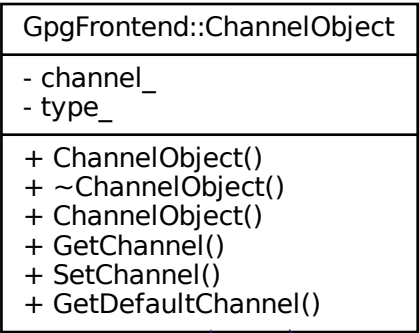 GpgFrontend::ChannelObject
- channel_
- type_
+ ChannelObject()
+ ~ChannelObject()
+ ChannelObject()
+ GetChannel()
+ SetChannel()
+ GetDefaultChannel()